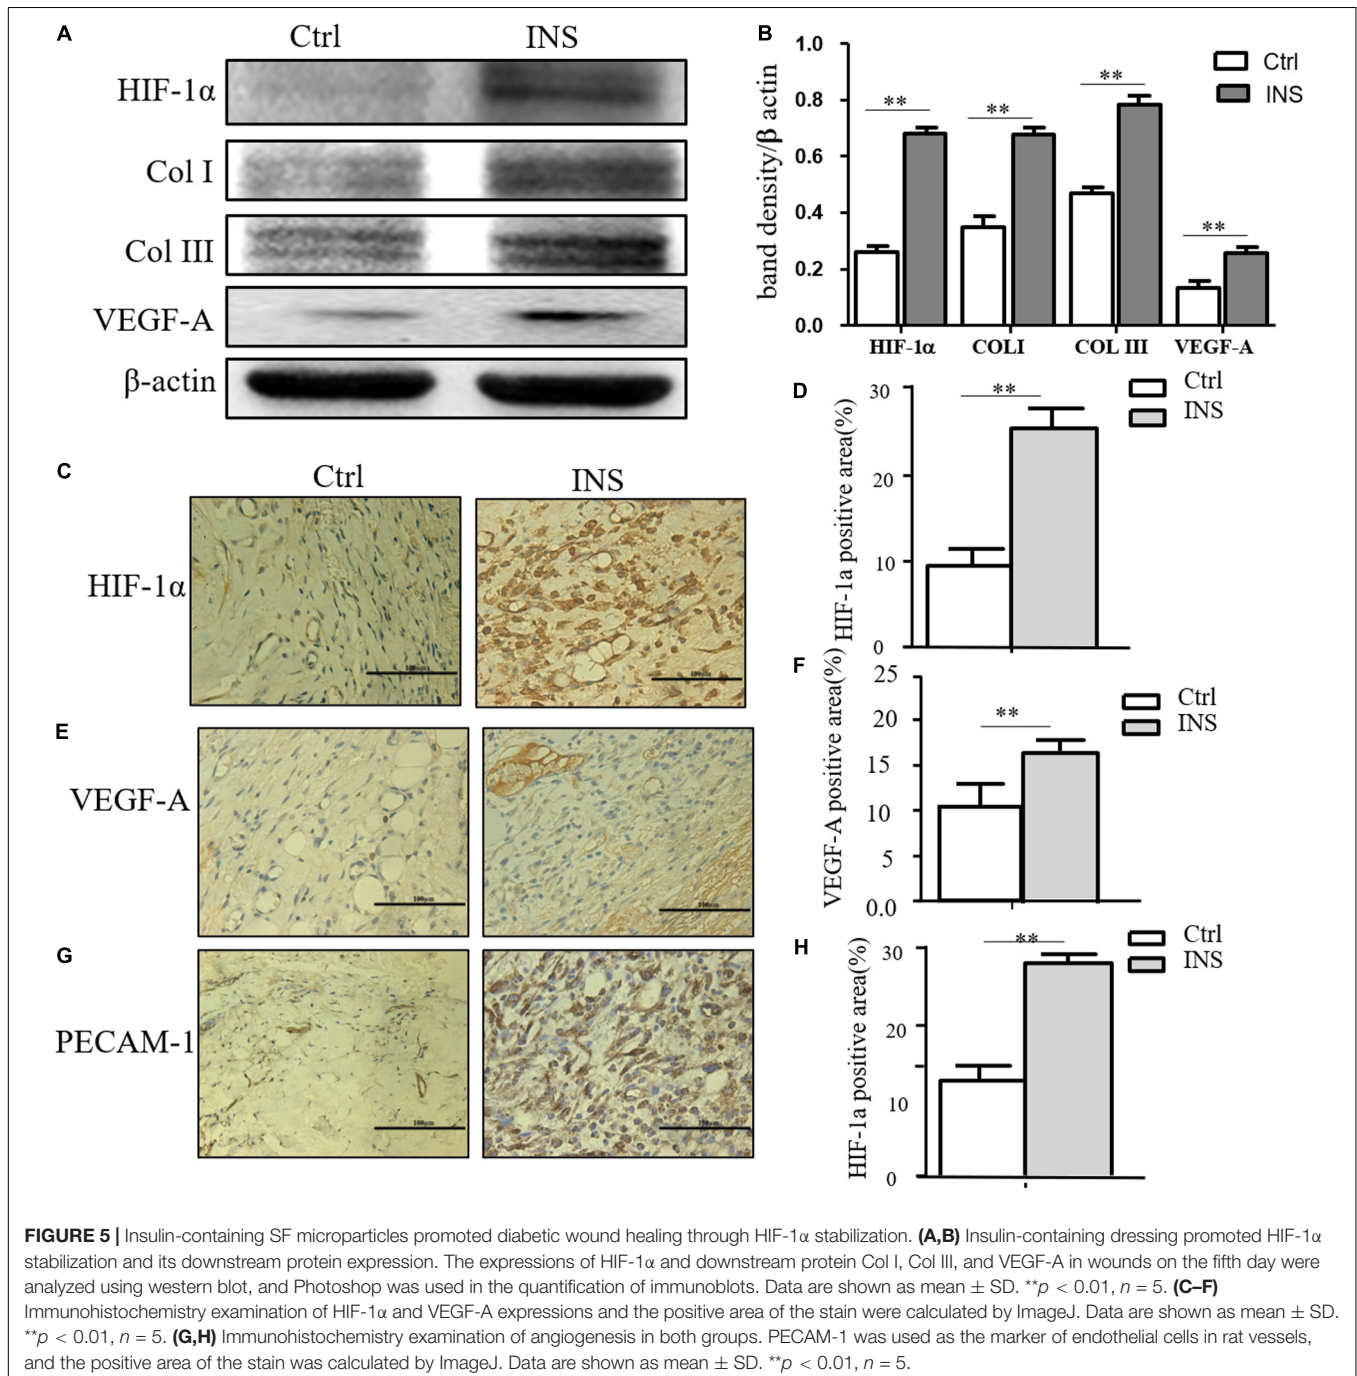 A
Ctrl INS
HIF-1α
Col I
Col III
VEGF-A
β-actin
B
band density/β actin
1.0
0.8
0.6
0.4
0.2
0.0
** ** ** **
Ctrl
INS
HIF-1α COLI COL III VEGF-A
C
Ctrl INS
HIF-1α
100μm 100μm
D
HIF-1a positive area(%)
30
20
10
0
**
Ctrl
INS
E
VEGF-A
100μm 100μm
F
VEGF-A positive area(%)
25
20
15
10
5
0.0
**
Ctrl
INS
G
PECAM-1
100μm 100μm
H
HIF-1a positive area(%)
30
20
10
0
**
Ctrl
INS
FIGURE 5 | Insulin-containing SF microparticles promoted diabetic wound healing through HIF-1α stabilization. (A,B) Insulin-containing dressing promoted HIF-1α
stabilization and its downstream protein expression. The expressions of HIF-1α and downstream protein Col I, Col III, and VEGF-A in wounds on the fifth day were
analyzed using western blot, and Photoshop was used in the quantification of immunoblots. Data are shown as mean ± SD. **p < 0.01, n = 5. (C–F)
Immunohistochemistry examination of HIF-1α and VEGF-A expressions and the positive area of the stain were calculated by ImageJ. Data are shown as mean ± SD.
**p < 0.01, n = 5. (G,H) Immunohistochemistry examination of angiogenesis in both groups. PECAM-1 was used as the marker of endothelial cells in rat vessels,
and the positive area of the stain was calculated by ImageJ. Data are shown as mean ± SD. **p < 0.01, n = 5.